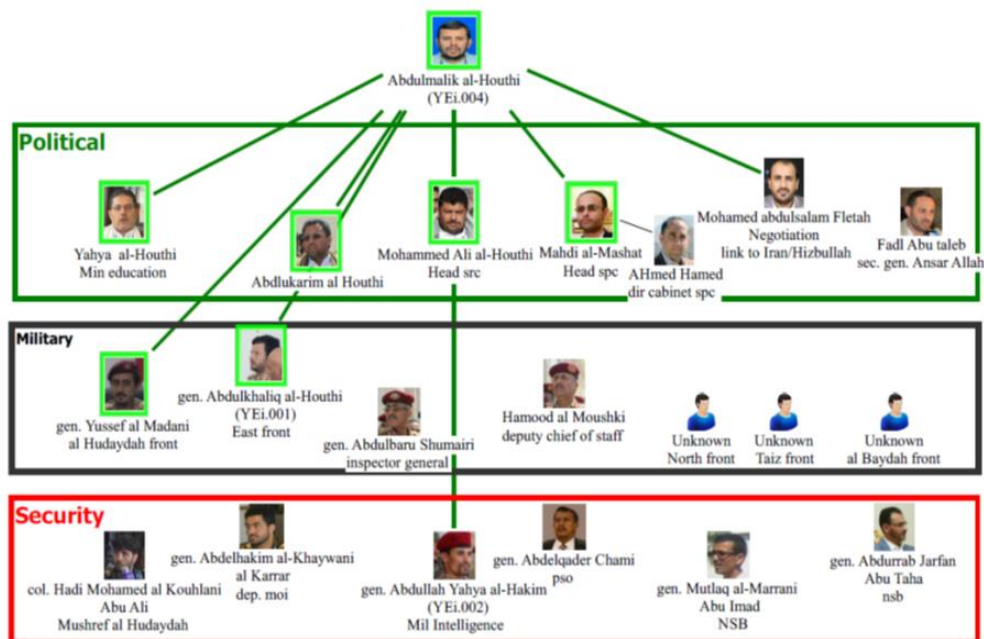 Abdulmalik al-Houthi
(YEi.004)
Political
Yahya al-Houthi
Min education
Abdlukarim al Houthi
Mohammed Ali al-Houthi
Head src
Mahdi al-Mashat
Head spc
AHmed Hamed
dir cabinet spc
Mohamed abdulsalam Fletah
Negotiation
link to Iran/Hizbullah
Fadl Abu taleb
sec. gen. Ansar Allah
Military
gen. Yussef al Madani
al Hudaydah front
gen. Abdulkhaliq al-Houthi
(YEi.001)
East front
gen. Abdulbaru Shumairi
inspector general
Hamood al Moushki
deputy chief of staff
Unknown
North front
Unknown
Taiz front
Unknown
al Baydah front
Security
col. Hadi Mohamed al Kouhlani
Abu Ali
Mushref al Hudaydah
gen. Abdelhakim al-Khaywani
al Karrar
dep. moi
gen. Abdullah Yahya al-Hakim
(YEi.002)
Mil Intelligence
gen. Abdelqader Chami
pso
gen. Mutlaq al-Marrani
Abu Imad
NSB
gen. Abdurrab Jarfan
Abu Taha
nsb